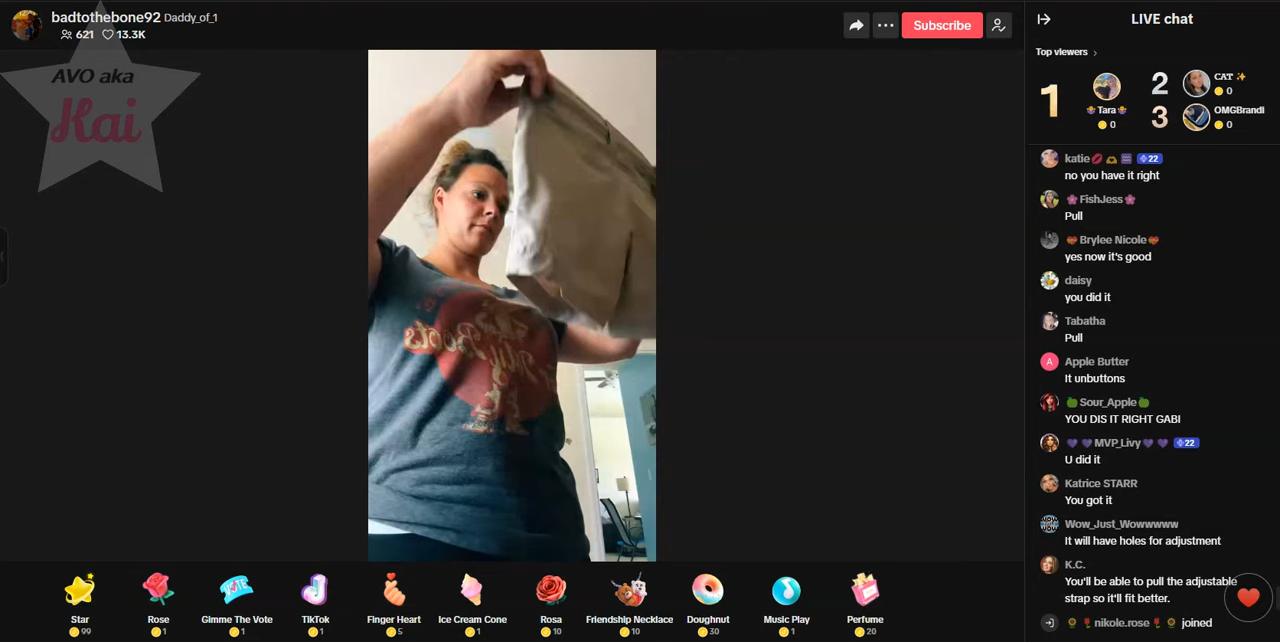 badtothebone92 Daddy_of_1
621 13.3K
AVO aka
Kai
Subscribe
LIVE chat
Top viewers
1
Tara
0
2
CAT
0
3
OMGBrandi
0
katie 22
no you have it right
FishJess
Pull
Brylee Nicole
yes now it's good
daisy
you did it
Tabatha
Pull
A Apple Butter
It unbuttons
Sour_Apple
YOU DIS IT RIGHT GABI
MVP_Livy 22
U did it
Katrice STARR
You got it
Wow_Just_Wowwwww
It will have holes for adjustment
K.C.
You'll be able to pull the adjustable
strap so it'll fit better.
nikole.rose joined
Star Rose Gimme The Vote TikTok Finger Heart Ice Cream Cone Rosa Friendship Necklace Doughnut Music Play Perfume
99 1 1 1 5 1 10 10 30 1 20